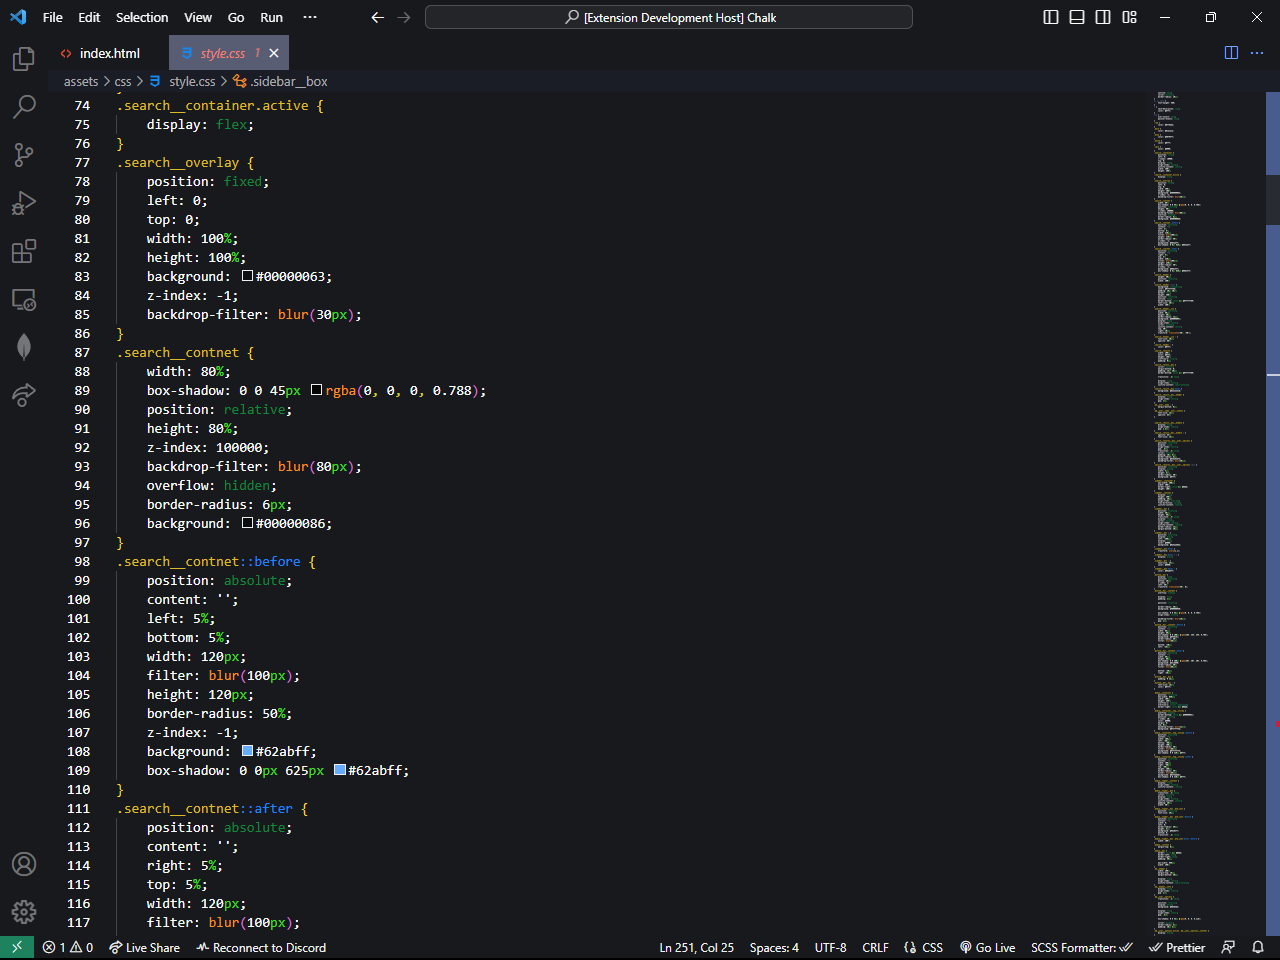 File Edit Selection View Go Run ··· [Extension Development Host] Chalk
index.html style.css 1
assets > css > style.css > .sidebar__box
74 .search__container.active {
75 display: flex;
76 }
77 .search__overlay {
78 position: fixed;
79 left: 0;
80 top: 0;
81 width: 100%;
82 height: 100%;
83 background: #00000063;
84 z-index: -1;
85 backdrop-filter: blur(30px);
86 }
87 .search__contnet {
88 width: 80%;
89 box-shadow: 0 0 45px rgba(0, 0, 0, 0.788);
90 position: relative;
91 height: 80%;
92 z-index: 100000;
93 backdrop-filter: blur(80px);
94 overflow: hidden;
95 border-radius: 6px;
96 background: #00000086;
97 }
98 .search__contnet::before {
99 position: absolute;
100 content: '';
101 left: 5%;
102 bottom: 5%;
103 width: 120px;
104 filter: blur(100px);
105 height: 120px;
106 border-radius: 50%;
107 z-index: -1;
108 background: #62abff;
109 box-shadow: 0 0px 625px #62abff;
110 }
111 .search__contnet::after {
112 position: absolute;
113 content: '';
114 right: 5%;
115 top: 5%;
116 width: 120px;
117 filter: blur(100px);
1 0 Live Share Reconnect to Discord Ln 251, Col 25 Spaces: 4 UTF-8 CRLF CSS Go Live SCSS Formatter: Prettier